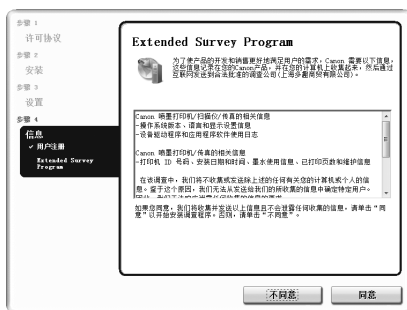 步骤 1
许可协议
步骤 2
安装
步骤 3
设置
步骤 4
信息
✓ 用户注册
Extended Survey
Program
Extended Survey Program
为了使产品的开发和销售更好地满足用户的需求，Canon 需要以下信息，
这些信息记录在您的Canon产品，并在您的计算机上收集起来，然后通过
互联网发送到合法批准的调查公司(上海多趣商贸有限公司)。
Canon 喷墨打印机/扫描仪/传真的相关信息
-操作系统版本、语言和显示设置信息
-设备驱动程序和应用程序软件使用日志
Canon 喷墨打印机/传真的相关信息
-打印机 ID 号码、安装日期和时间、墨水使用信息、已打印页数和维护信息
在该调查中，我们将不收集或发送除上述的任何有关您的计算机或个人的信
息。鉴于这个原因，我们无法从发送给我们的所收集的信息中确定特定用户。
如果您同意，我们将收集并发送以上信息且不会泄露任何收集的信息，请单击“同
意”以开始安装调查程序。否则，请单击“不同意”。
不同意
同意